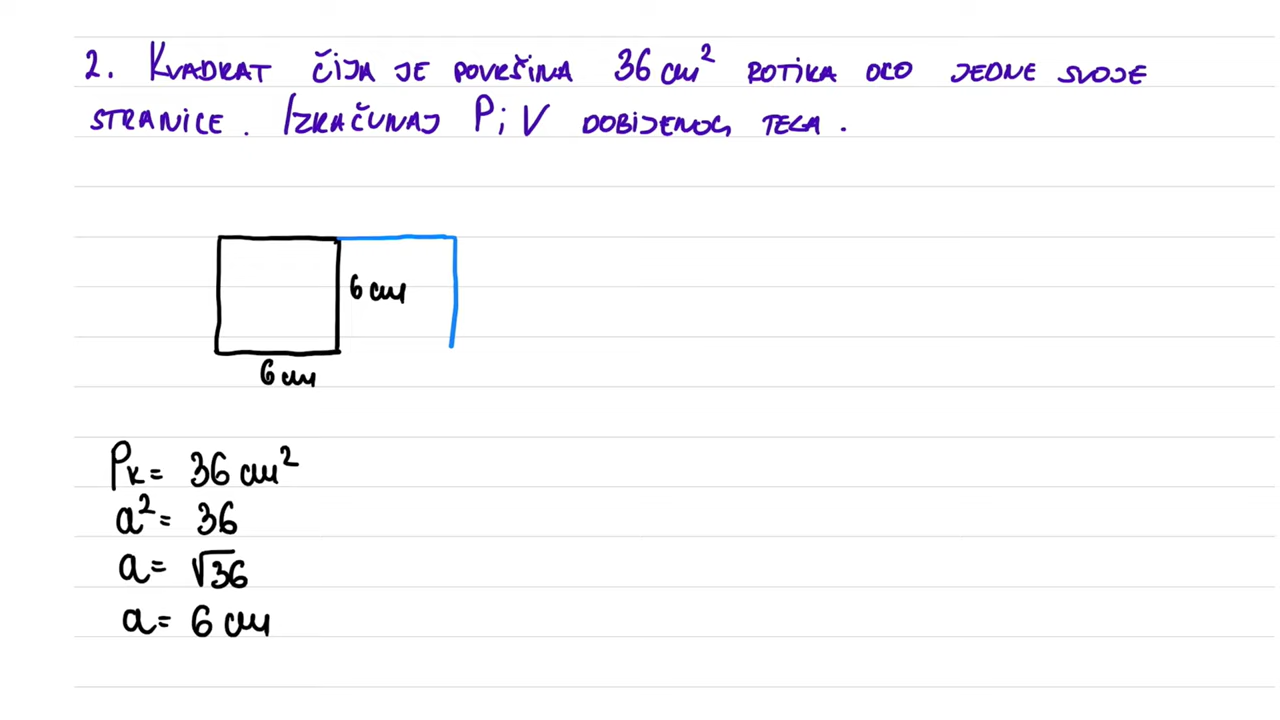 2. KVADRAT ČIJA JE POVRŠINA 36 cm² ROTIRA OKO JEDNE SVOJE
STRANICE. IZRAČUNAJ P i V DOBIJENOG TELA.
6 cm
6 cm
Pk = 36 cm²
a² = 36
a = √36
a = 6 cm